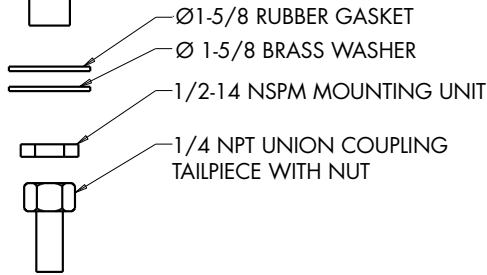 Ø1-5/8 RUBBER GASKET
Ø 1-5/8 BRASS WASHER
1/2-14 NSPM MOUNTING UNIT
1/4 NPT UNION COUPLING
TAILPIECE WITH NUT